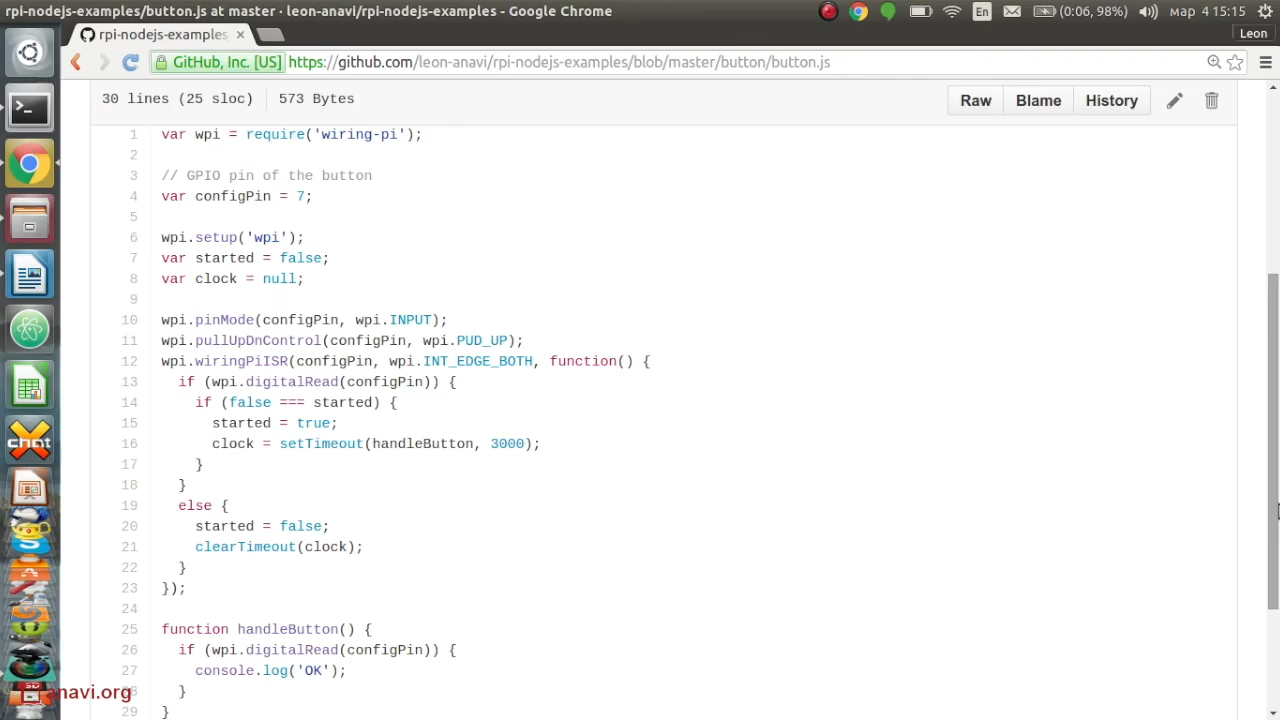 rpi-nodejs-examples/button.js at master · leon-anavi/rpi-nodejs-examples - Google Chrome
En
(0:06, 98%)
мар 4 15:15
rpi-nodejs-examples
Leon
GitHub, Inc. [US] https://github.com/leon-anavi/rpi-nodejs-examples/blob/master/button/button.js
30 lines (25 sloc) 573 Bytes
Raw Blame History
1 var wpi = require('wiring-pi');
2
3 // GPIO pin of the button
4 var configPin = 7;
5
6 wpi.setup('wpi');
7 var started = false;
8 var clock = null;
9
10 wpi.pinMode(configPin, wpi.INPUT);
11 wpi.pullUpDnControl(configPin, wpi.PUD_UP);
12 wpi.wiringPiISR(configPin, wpi.INT_EDGE_BOTH, function() {
13 if (wpi.digitalRead(configPin)) {
14 if (false === started) {
15 started = true;
16 clock = setTimeout(handleButton, 3000);
17 }
18 }
19 else {
20 started = false;
21 clearTimeout(clock);
22 }
23 });
24
25 function handleButton() {
26 if (wpi.digitalRead(configPin)) {
27 console.log('OK');
28 }
29 }
chat
anavi.org